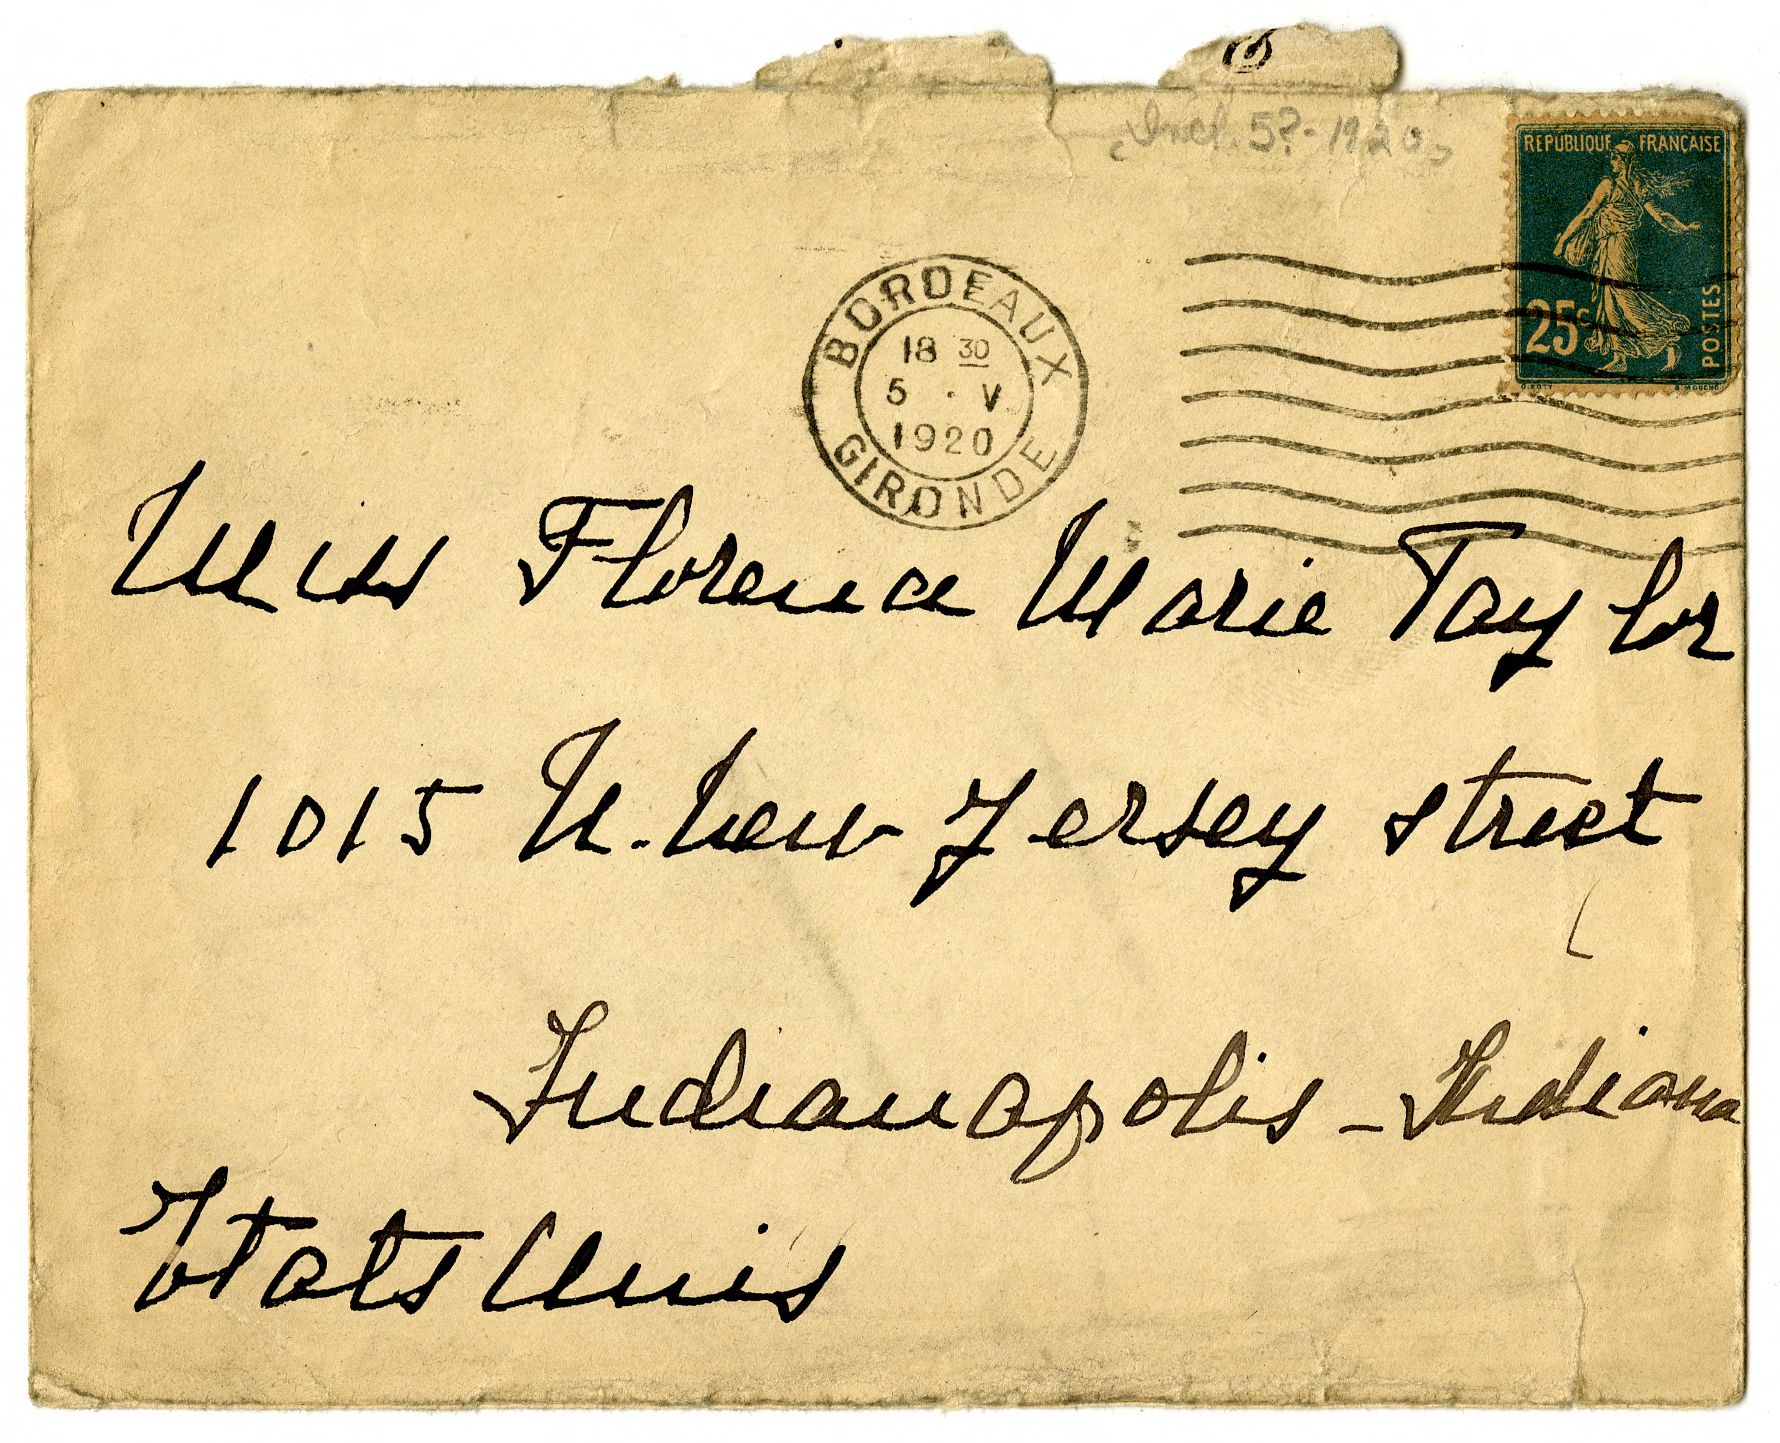 5?-1920
REPUBLIQUE FRANÇAISE
25c
POSTES
BORDEAUX
18 30
5 · V
1920
GIRONDE
Miss Florence Marie Taylor
1015 N. New Jersey Street
Indianapolis - Indiana
Etats Unis